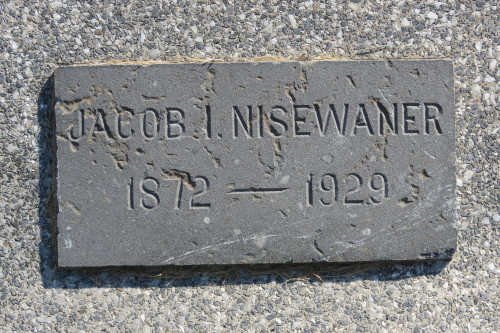 JACOB I. NISEWANER
1872 — 1929